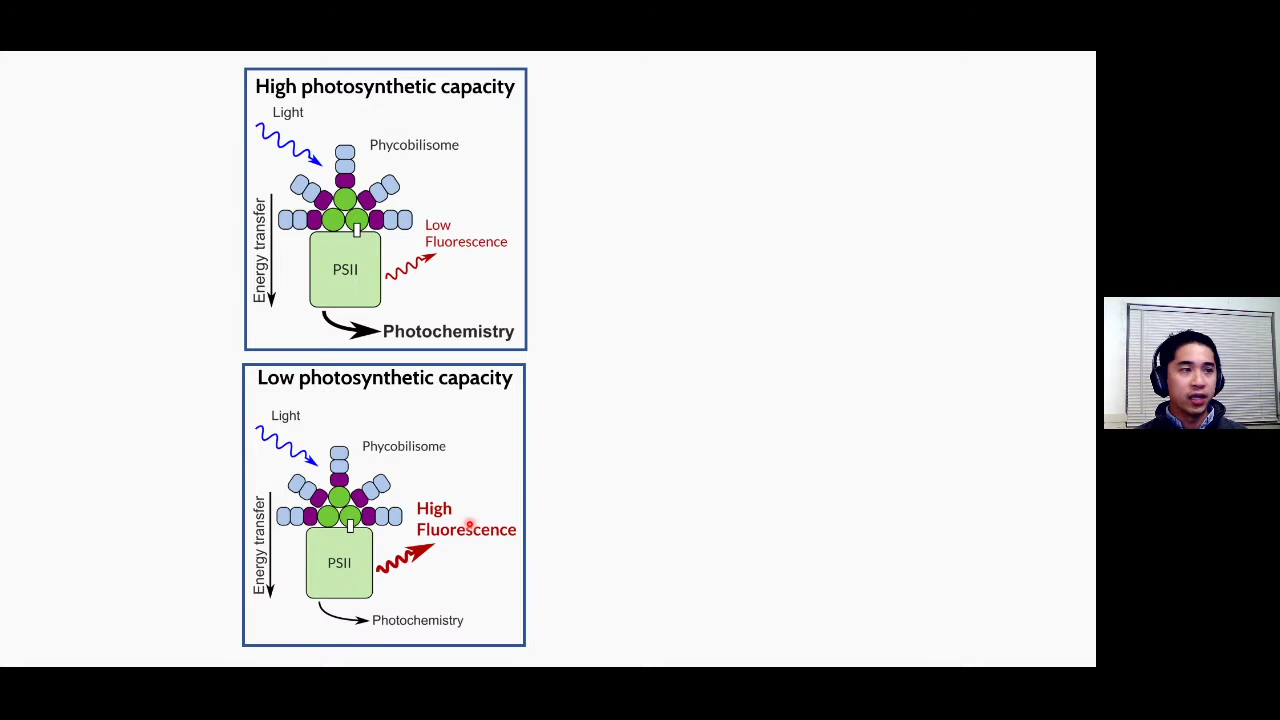 High photosynthetic capacity
Light
Phycobilisome
Energy transfer
Low
Fluorescence
PSII
Photochemistry
Low photosynthetic capacity
Light
Phycobilisome
Energy transfer
High
Fluorescence
PSII
Photochemistry